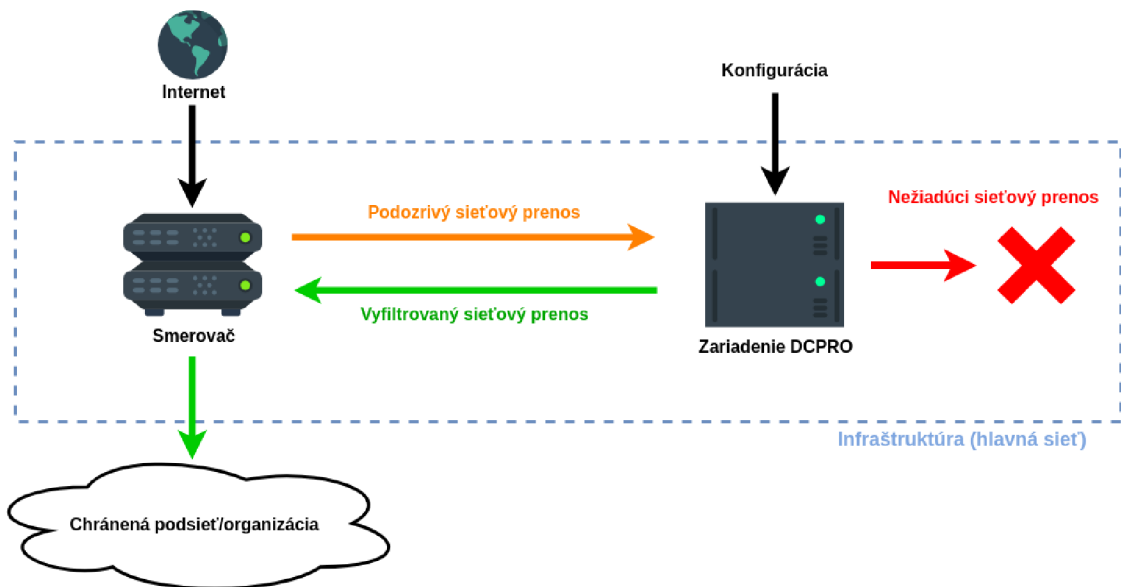 Internet
Konfigurácia
Podozrivý sieťový prenos
Nežiadúci sieťový prenos
Vyfiltrovaný sieťový prenos
Smerovač
Zariadenie DCPRO
Infraštruktúra (hlavná sieť)
Chránená podsieť/organizácia